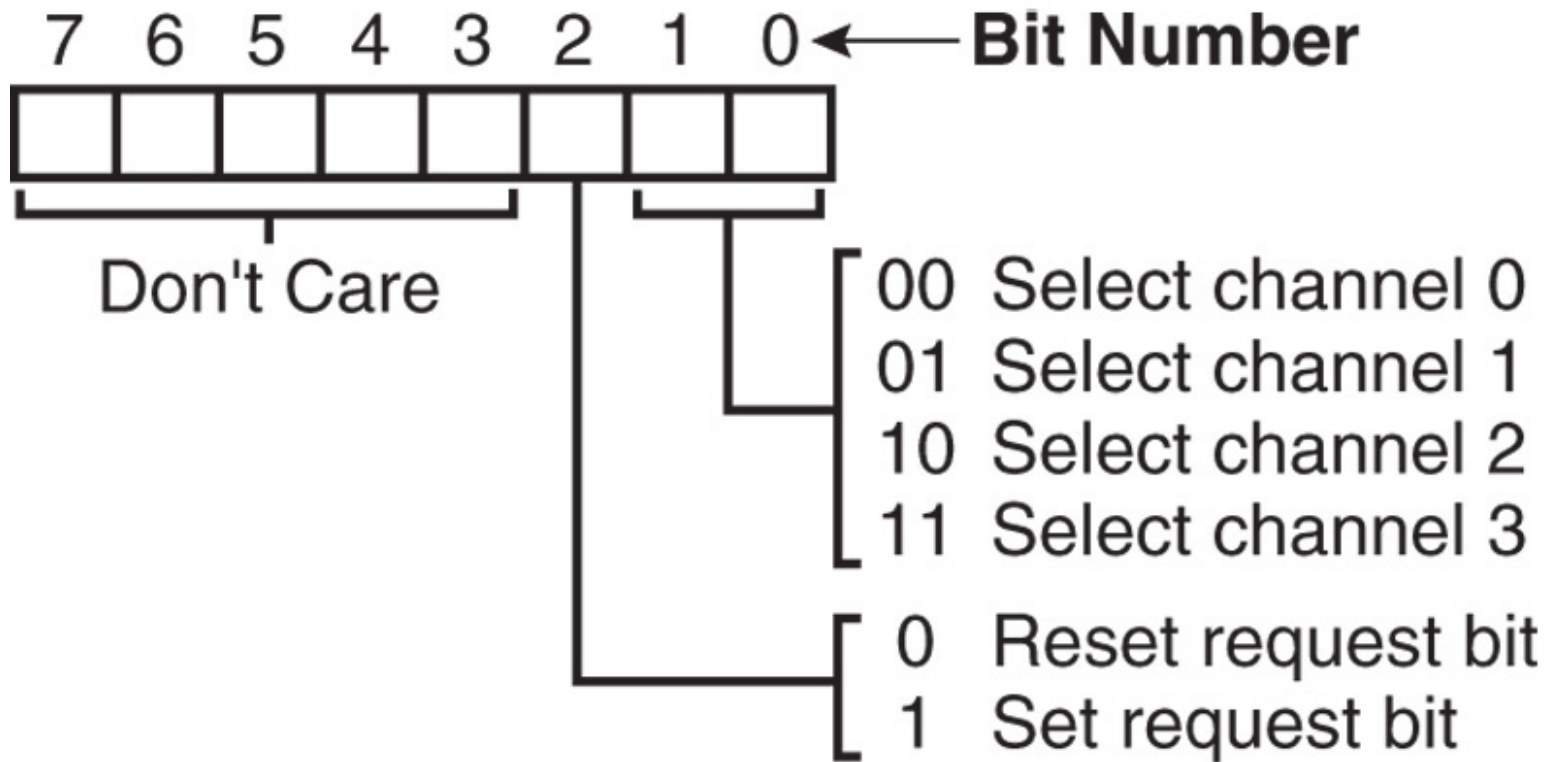 7 6 5 4 3 2 1 0 Bit Number
Don't Care
00 Select channel 0
01 Select channel 1
10 Select channel 2
11 Select channel 3
0 Reset request bit
1 Set request bit